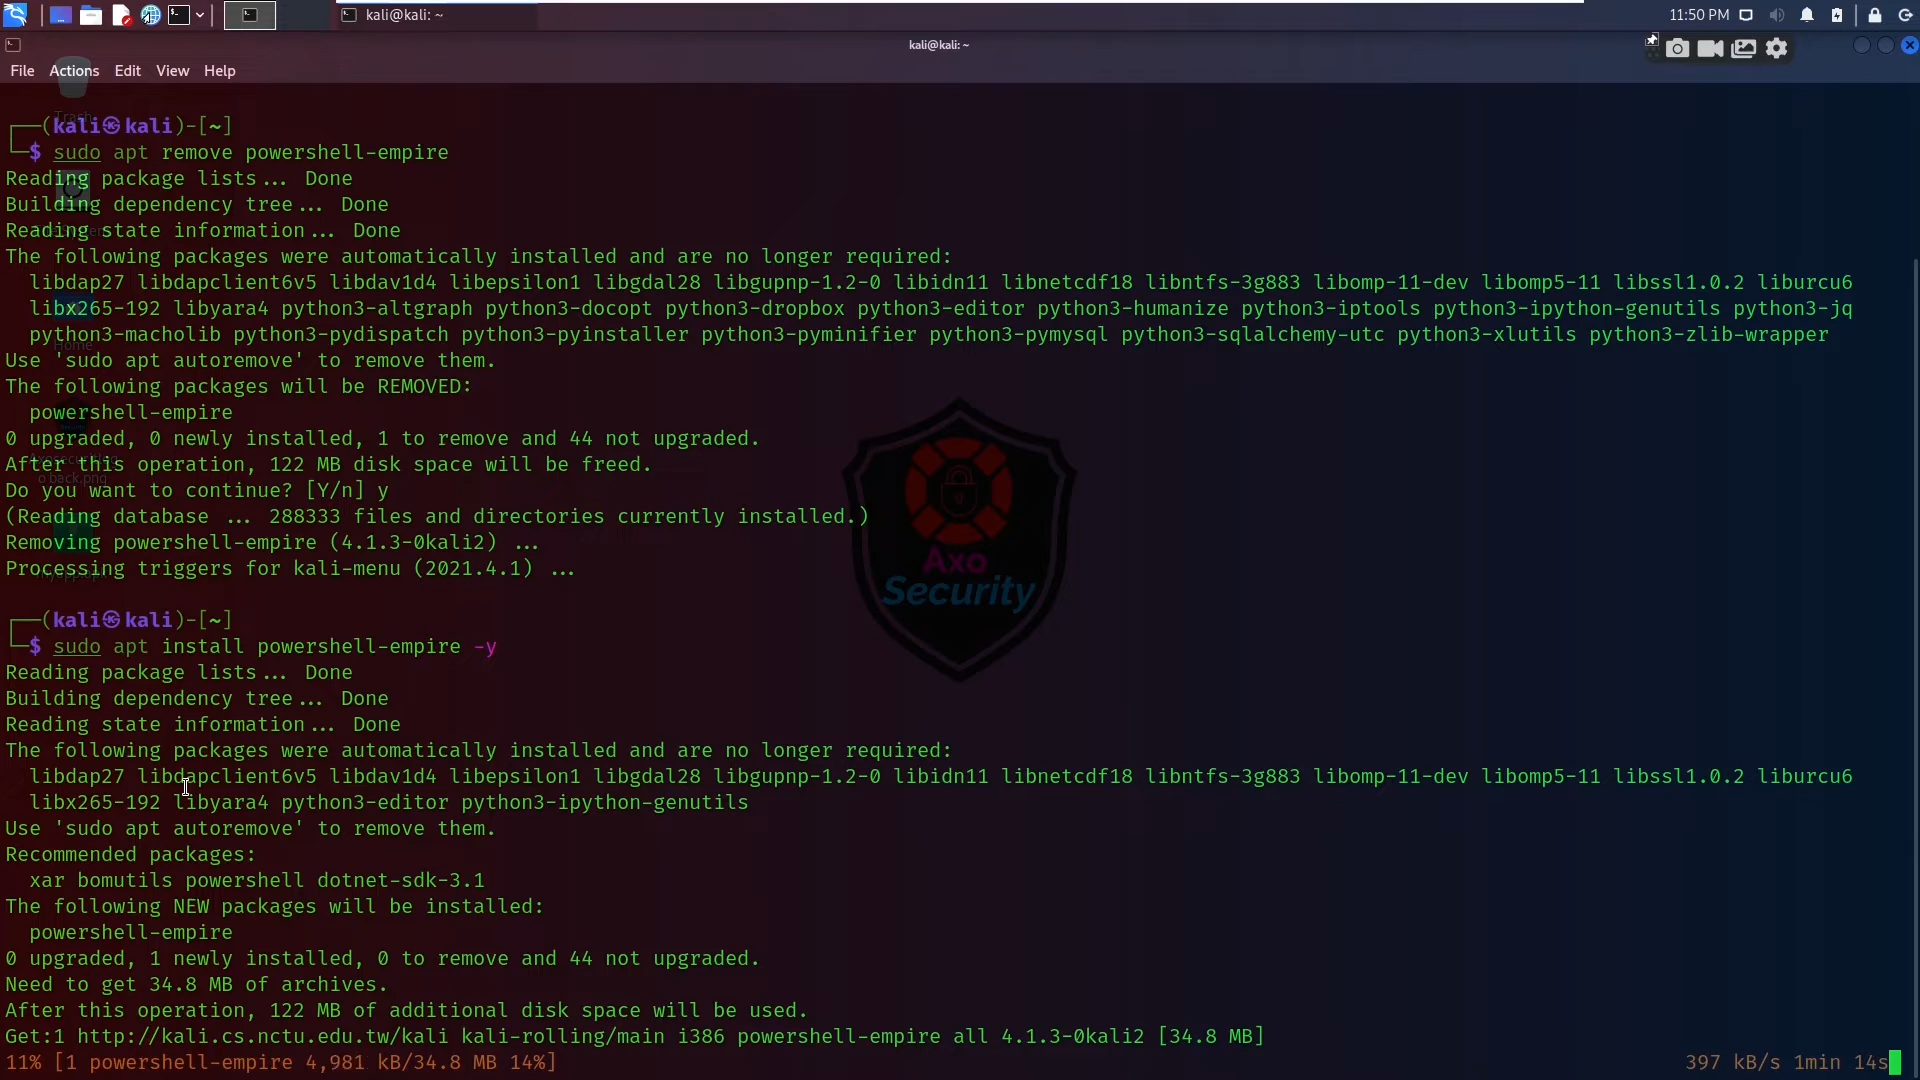 kali@kali: ~
11:50 PM
kali@kali: ~
File Actions Edit View Help
┌──(kali㉿kali)-[~]
└─$ sudo apt remove powershell-empire
Reading package lists... Done
Building dependency tree... Done
Reading state information... Done
The following packages were automatically installed and are no longer required:
libdap27 libdapclient6v5 libdav1d4 libepsilon1 libgdal28 libgupnp-1.2-0 libidn11 libnetcdf18 libntfs-3g883 libomp-11-dev libomp5-11 libssl1.0.2 liburcu6
libx265-192 libyara4 python3-altgraph python3-docopt python3-dropbox python3-editor python3-humanize python3-iptools python3-ipython-genutils python3-jq
python3-macholib python3-pydispatch python3-pyinstaller python3-pyminifier python3-pymysql python3-sqlalchemy-utc python3-xlutils python3-zlib-wrapper
Use 'sudo apt autoremove' to remove them.
The following packages will be REMOVED:
powershell-empire
0 upgraded, 0 newly installed, 1 to remove and 44 not upgraded.
After this operation, 122 MB disk space will be freed.
Do you want to continue? [Y/n] y
(Reading database ... 288333 files and directories currently installed.)
Removing powershell-empire (4.1.3-0kali2) ...
Processing triggers for kali-menu (2021.4.1) ...
┌──(kali㉿kali)-[~]
└─$ sudo apt install powershell-empire -y
Reading package lists... Done
Building dependency tree... Done
Reading state information... Done
The following packages were automatically installed and are no longer required:
libdap27 libdapclient6v5 libdav1d4 libepsilon1 libgdal28 libgupnp-1.2-0 libidn11 libnetcdf18 libntfs-3g883 libomp-11-dev libomp5-11 libssl1.0.2 liburcu6
libx265-192 libyara4 python3-editor python3-ipython-genutils
Use 'sudo apt autoremove' to remove them.
Recommended packages:
xar bomutils powershell dotnet-sdk-3.1
The following NEW packages will be installed:
powershell-empire
0 upgraded, 1 newly installed, 0 to remove and 44 not upgraded.
Need to get 34.8 MB of archives.
After this operation, 122 MB of additional disk space will be used.
Get:1 http://kali.cs.nctu.edu.tw/kali kali-rolling/main i386 powershell-empire all 4.1.3-0kali2 [34.8 MB]
11% [1 powershell-empire 4,981 kB/34.8 MB 14%] 397 kB/s 1min 14s
Trash
Home
o back.png
Axo
Security